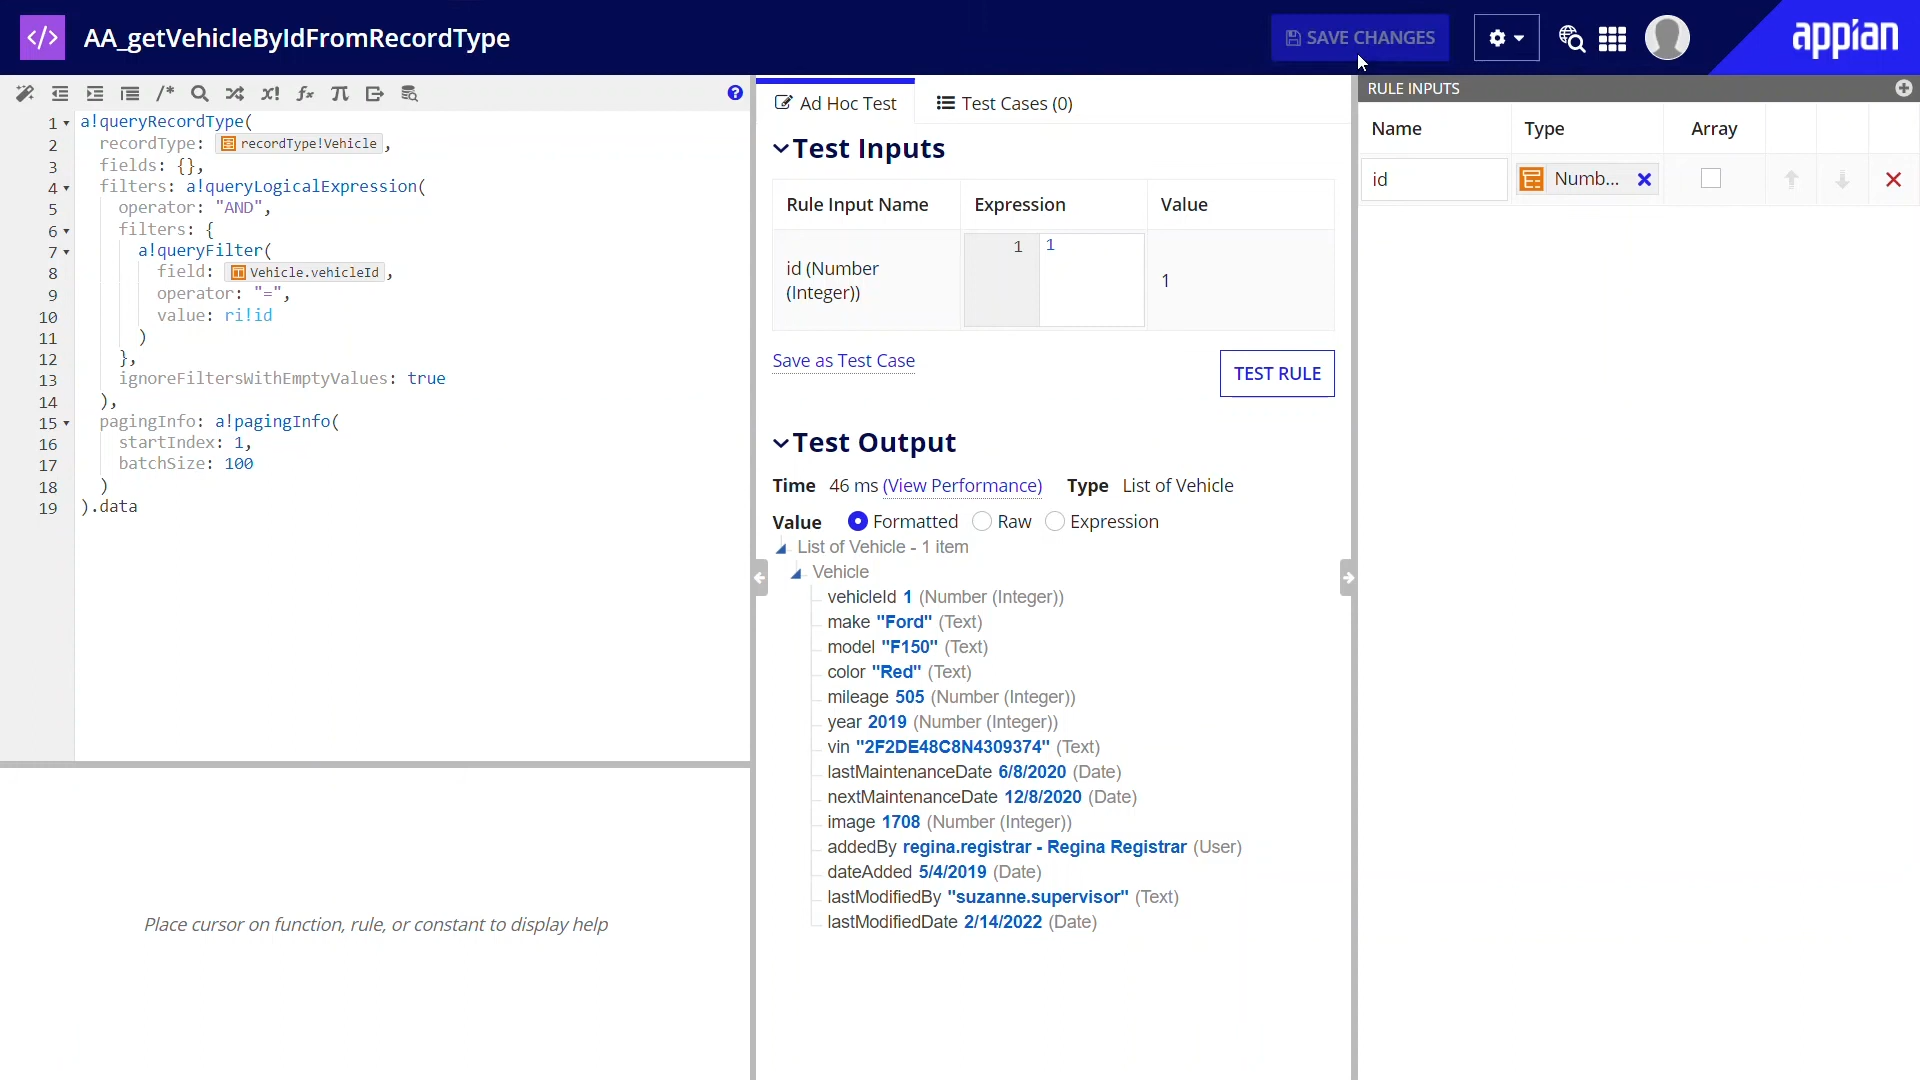 </> AA_getVehicleByIdFromRecordType
SAVE CHANGES
appian
/*
x!
fx
π
?
1 a!queryRecordType(
2 recordType: recordType!Vehicle ,
3 fields: {},
4 filters: a!queryLogicalExpression(
5 operator: "AND",
6 filters: {
7 a!queryFilter(
8 field: Vehicle.vehicleId ,
9 operator: "=",
10 value: ri!id
11 )
12 },
13 ignoreFiltersWithEmptyValues: true
14 ),
15 pagingInfo: a!pagingInfo(
16 startIndex: 1,
17 batchSize: 100
18 )
19 ).data
Place cursor on function, rule, or constant to display help
Ad Hoc Test
Test Cases (0)
Test Inputs
Rule Input Name Expression Value
id (Number
(Integer)) 1 1 1
Save as Test Case
TEST RULE
Test Output
Time 46 ms (View Performance) Type List of Vehicle
Value Formatted Raw Expression
List of Vehicle - 1 item
Vehicle
vehicleId 1 (Number (Integer))
make "Ford" (Text)
model "F150" (Text)
color "Red" (Text)
mileage 505 (Number (Integer))
year 2019 (Number (Integer))
vin "2F2DE48C8N4309374" (Text)
lastMaintenanceDate 6/8/2020 (Date)
nextMaintenanceDate 12/8/2020 (Date)
image 1708 (Number (Integer))
addedBy regina.registrar - Regina Registrar (User)
dateAdded 5/4/2019 (Date)
lastModifiedBy "suzanne.supervisor" (Text)
lastModifiedDate 2/14/2022 (Date)
RULE INPUTS
Name Type Array
id Numb...